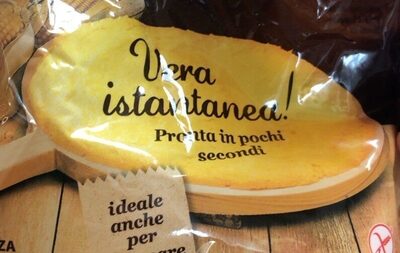 Vera
istantanea!
Pronta in pochi
secondi
ideale
anche
per